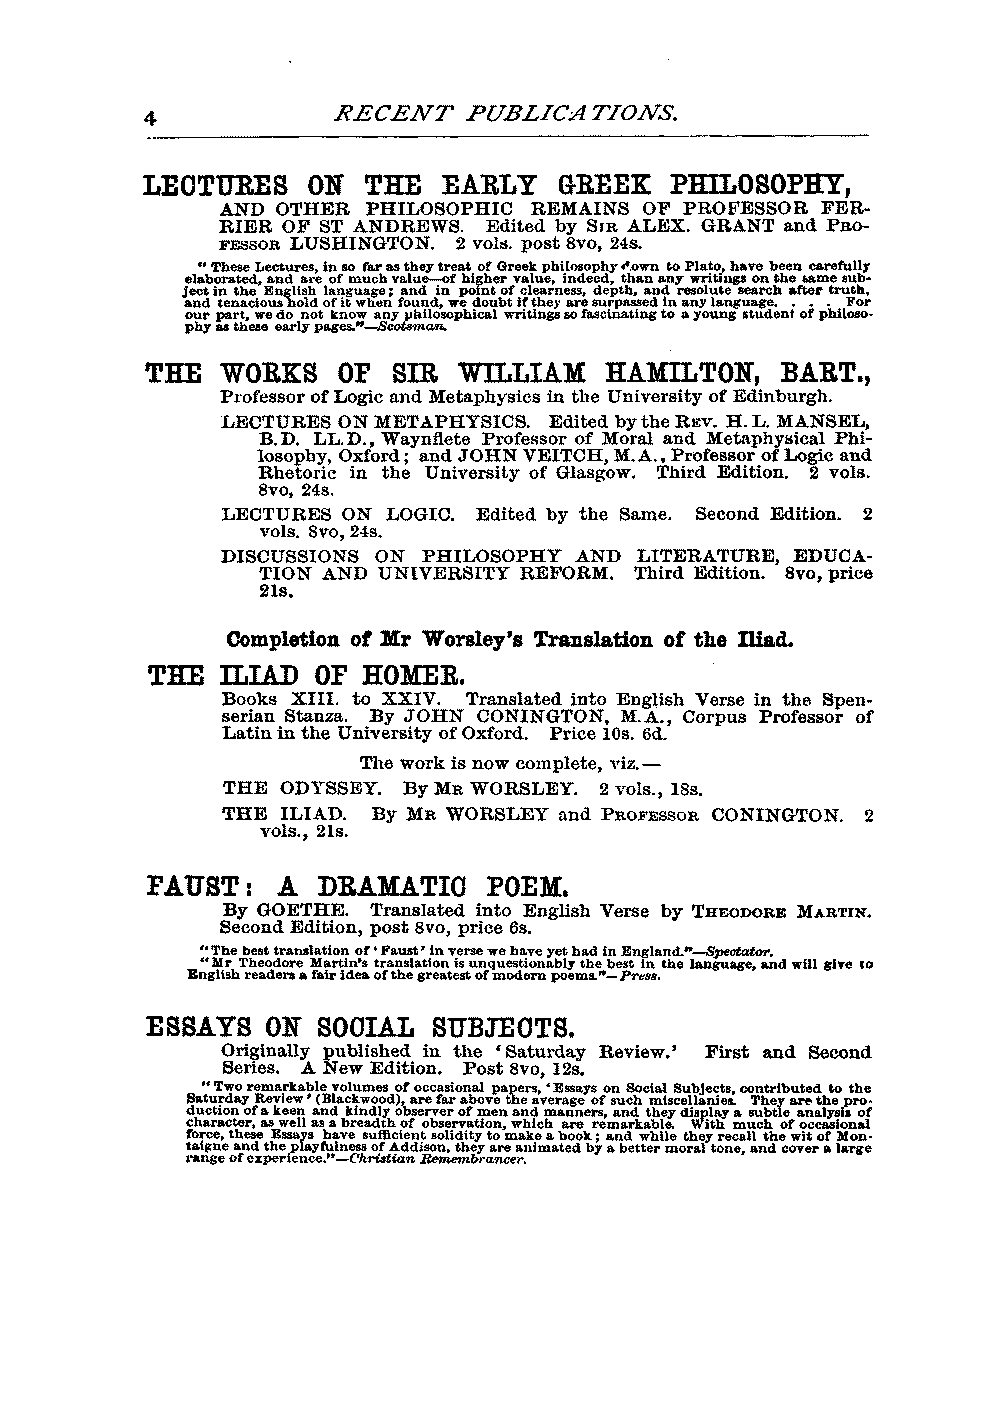 4 RECENT PUBLICATIONS.
LECTURES ON THE EARLY GREEK PHILOSOPHY,
AND OTHER PHILOSOPHIC REMAINS OF PROFESSOR FER-
RIER OF ST ANDREWS. Edited by SIR ALEX. GRANT and PRO-
FESSOR LUSHINGTON. 2 vols. post 8vo, 24s.
"These Lectures, in so far as they treat of Greek philosophy down to Plato, have been carefully
elaborated, and are of much value—of higher value, indeed, than any writings on the same sub-
ject in the English language; and in point of clearness, depth, and resolute search after truth,
and tenacious hold of it when found, we doubt if they are surpassed in any language. . . . For
our part, we do not know any philosophical writings so fascinating to a young student of philoso-
phy as these early pages."—Scotsman.
THE WORKS OF SIR WILLIAM HAMILTON, BART.,
Professor of Logic and Metaphysics in the University of Edinburgh.
LECTURES ON METAPHYSICS. Edited by the REV. H. L. MANSEL,
B.D. LL.D., Waynflete Professor of Moral and Metaphysical Phi-
losophy, Oxford; and JOHN VEITCH, M.A., Professor of Logic and
Rhetoric in the University of Glasgow. Third Edition. 2 vols.
8vo, 24s.
LECTURES ON LOGIC. Edited by the Same. Second Edition. 2
vols. 8vo, 24s.
DISCUSSIONS ON PHILOSOPHY AND LITERATURE, EDUCA-
TION AND UNIVERSITY REFORM. Third Edition. 8vo, price
21s.
Completion of Mr Worsley's Translation of the Iliad.
THE ILIAD OF HOMER.
Books XIII. to XXIV. Translated into English Verse in the Spen-
serian Stanza. By JOHN CONINGTON, M.A., Corpus Professor of
Latin in the University of Oxford. Price 10s. 6d.
The work is now complete, viz.—
THE ODYSSEY. By MR WORSLEY. 2 vols., 18s.
THE ILIAD. By MR WORSLEY and PROFESSOR CONINGTON. 2
vols., 21s.
FAUST: A DRAMATIC POEM.
By GOETHE. Translated into English Verse by THEODORE MARTIN.
Second Edition, post 8vo, price 6s.
"The best translation of 'Faust' in verse we have yet had in England."—Spectator.
"Mr Theodore Martin's translation is unquestionably the best in the language, and will give to
English readers a fair idea of the greatest of modern poems."—Press.
ESSAYS ON SOCIAL SUBJECTS.
Originally published in the 'Saturday Review.' First and Second
Series. A New Edition. Post 8vo, 12s.
"Two remarkable volumes of occasional papers, 'Essays on Social Subjects, contributed to the
Saturday Review' (Blackwood), are far above the average of such miscellanies. They are the pro-
duction of a keen and kindly observer of men and manners, and they display a subtle analysis of
character, as well as a breadth of observation, which are remarkable. With much of occasional
force, these Essays have sufficient solidity to make a book; and while they recall the wit of Mon-
taigne and the playfulness of Addison, they are animated by a better moral tone, and cover a large
range of experience."—Christian Remembrancer.